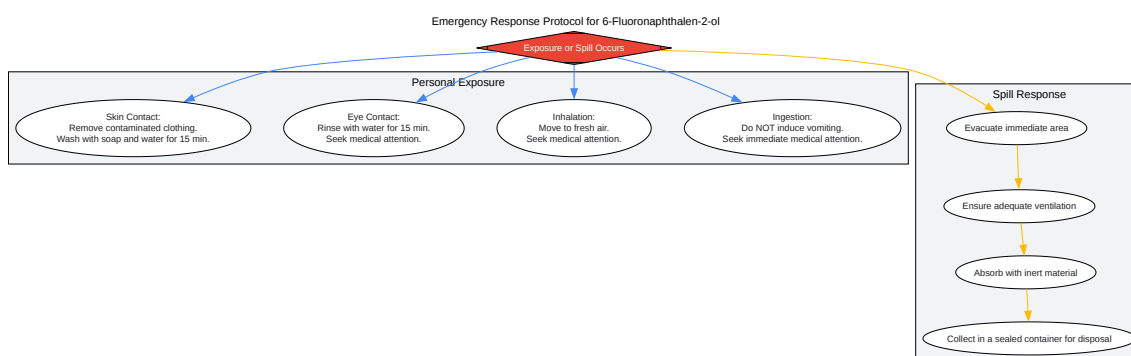 Emergency Response Protocol for 6-Fluoronaphthalen-2-ol
Exposure or Spill Occurs
Personal Exposure
Skin Contact:
Remove contaminated clothing.
Wash with soap and water for 15 min.
Eye Contact:
Rinse with water for 15 min.
Seek medical attention.
Inhalation:
Move to fresh air.
Seek medical attention.
Ingestion:
Do NOT induce vomiting.
Seek immediate medical attention.
Spill Response
Evacuate immediate area
Ensure adequate ventilation
Absorb with inert material
Collect in a sealed container for disposal